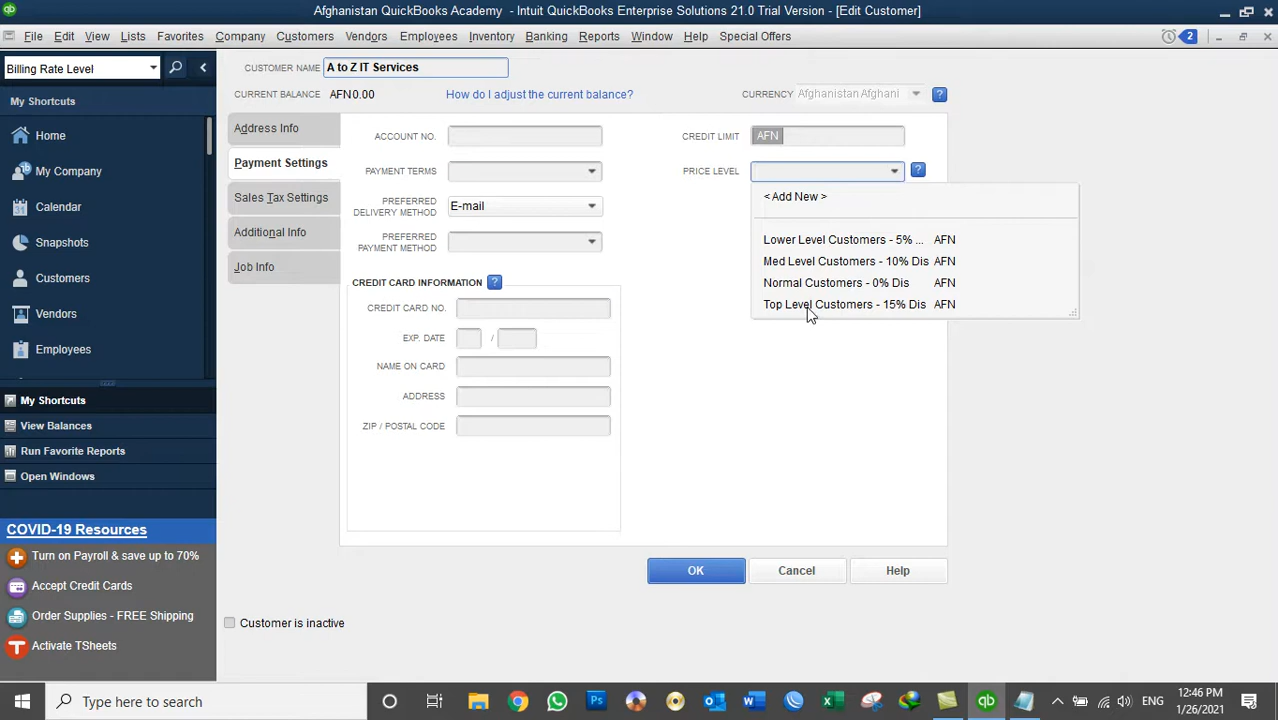 Afghanistan QuickBooks Academy - Intuit QuickBooks Enterprise Solutions 21.0 Trial Version - [Edit Customer]
File Edit View Lists Favorites Company Customers Vendors Employees Inventory Banking Reports Window Help Special Offers 2
Billing Rate Level
My Shortcuts
Home
My Company
Calendar
Snapshots
Customers
Vendors
Employees
My Shortcuts
View Balances
Run Favorite Reports
Open Windows
COVID-19 Resources
Turn on Payroll & save up to 70%
Accept Credit Cards
Order Supplies - FREE Shipping
Activate TSheets
CUSTOMER NAME A to Z IT Services
CURRENT BALANCE AFN0.00 How do I adjust the current balance? CURRENCY Afghanistan Afghani ?
Address Info
Payment Settings
Sales Tax Settings
Additional Info
Job Info
ACCOUNT NO.
PAYMENT TERMS
PREFERRED
DELIVERY METHOD E-mail
PREFERRED
PAYMENT METHOD
CREDIT CARD INFORMATION ?
CREDIT CARD NO.
EXP. DATE /
NAME ON CARD
ADDRESS
ZIP / POSTAL CODE
CREDIT LIMIT AFN
PRICE LEVEL ?
< Add New >
Lower Level Customers - 5% ... AFN
Med Level Customers - 10% Dis AFN
Normal Customers - 0% Dis AFN
Top Level Customers - 15% Dis AFN
OK Cancel Help
Customer is inactive
Type here to search
ENG
12:46 PM
1/26/2021